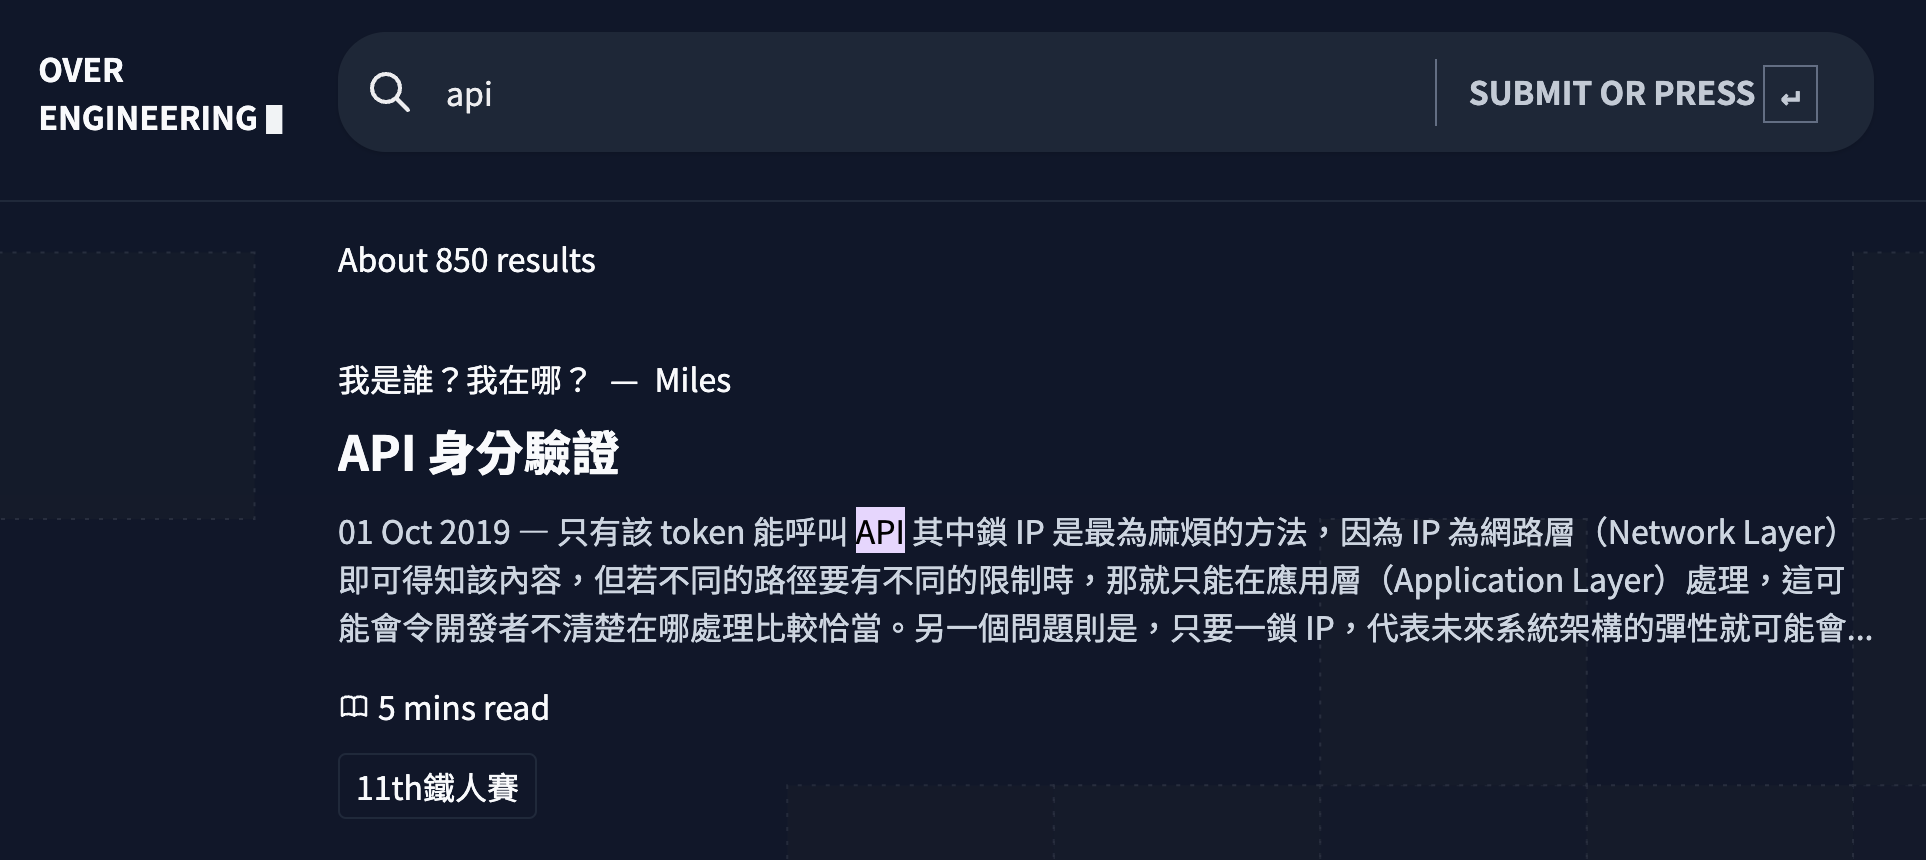 OVER
ENGINEERING
api
SUBMIT OR PRESS ↵
About 850 results
我是誰？我在哪？ — Miles
API 身分驗證
01 Oct 2019 — 只有該 token 能呼叫 API 其中鎖 IP 是最為麻煩的方法，因為 IP 為網路層（Network Layer）
即可得知該內容，但若不同的路徑要有不同的限制時，那就只能在應用層（Application Layer）處理，這可
能會令開發者不清楚在哪處理比較恰當。另一個問題則是，只要一鎖 IP，代表未來系統架構的彈性就可能會...
5 mins read
11th鐵人賽